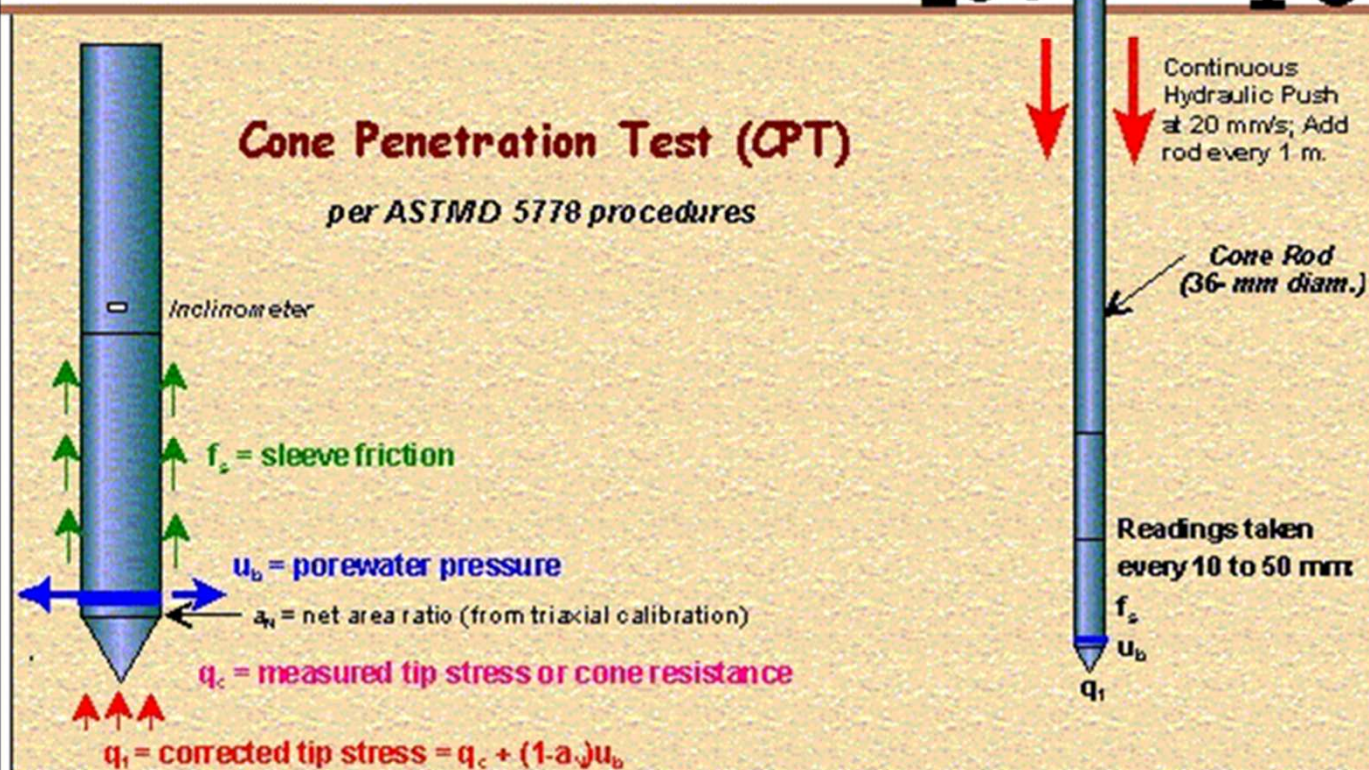 Continuous
Hydraulic Push
at 20 mm/s; Add
rod every 1 m.
Cone Penetration Test (CPT)
per ASTMD 5778 procedures
Cone Rod
(36- mm diam.)
Inclinometer
fs = sleeve friction
Readings taken
every 10 to 50 mm:
ub = porewater pressure
fs
aN = net area ratio (from triaxial calibration)
ub
qc = measured tip stress or cone resistance
qt
qt = corrected tip stress = qc + (1-aN)ub